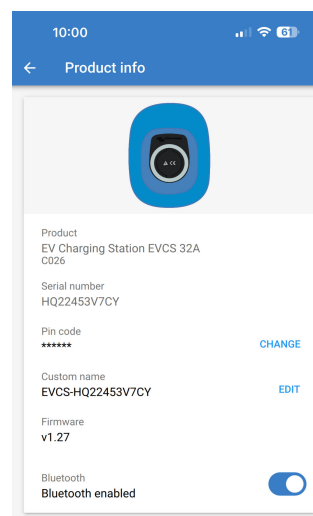 10:00
61
Product info
Product
EV Charging Station EVCS 32A
C026
Serial number
HQ22453V7CY
Pin code
******
CHANGE
Custom name
EVCS-HQ22453V7CY
EDIT
Firmware
v1.27
Bluetooth
Bluetooth enabled